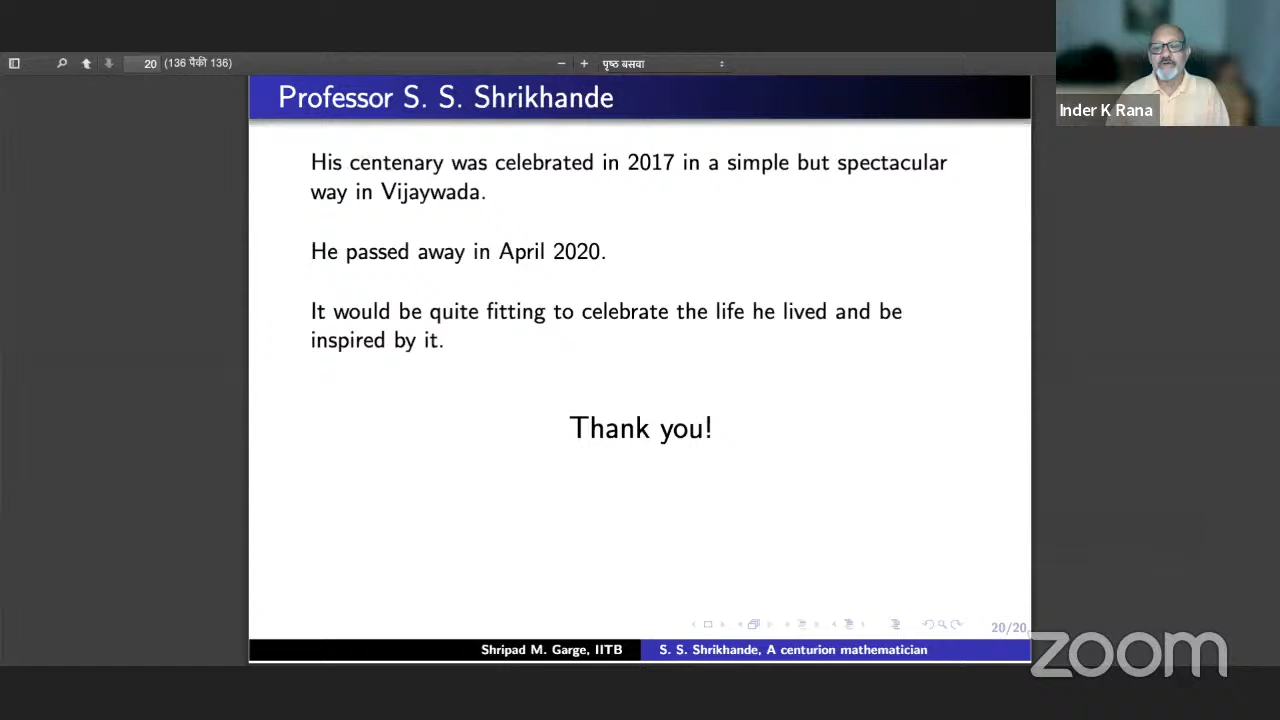 20 (136 पैकी 136)
− + पृष्ठ बसवा
Inder K Rana
Professor S. S. Shrikhande
His centenary was celebrated in 2017 in a simple but spectacular
way in Vijaywada.
He passed away in April 2020.
It would be quite fitting to celebrate the life he lived and be
inspired by it.
Thank you!
20/20
Shripad M. Garge, IITB S. S. Shrikhande, A centurion mathematician
zoom